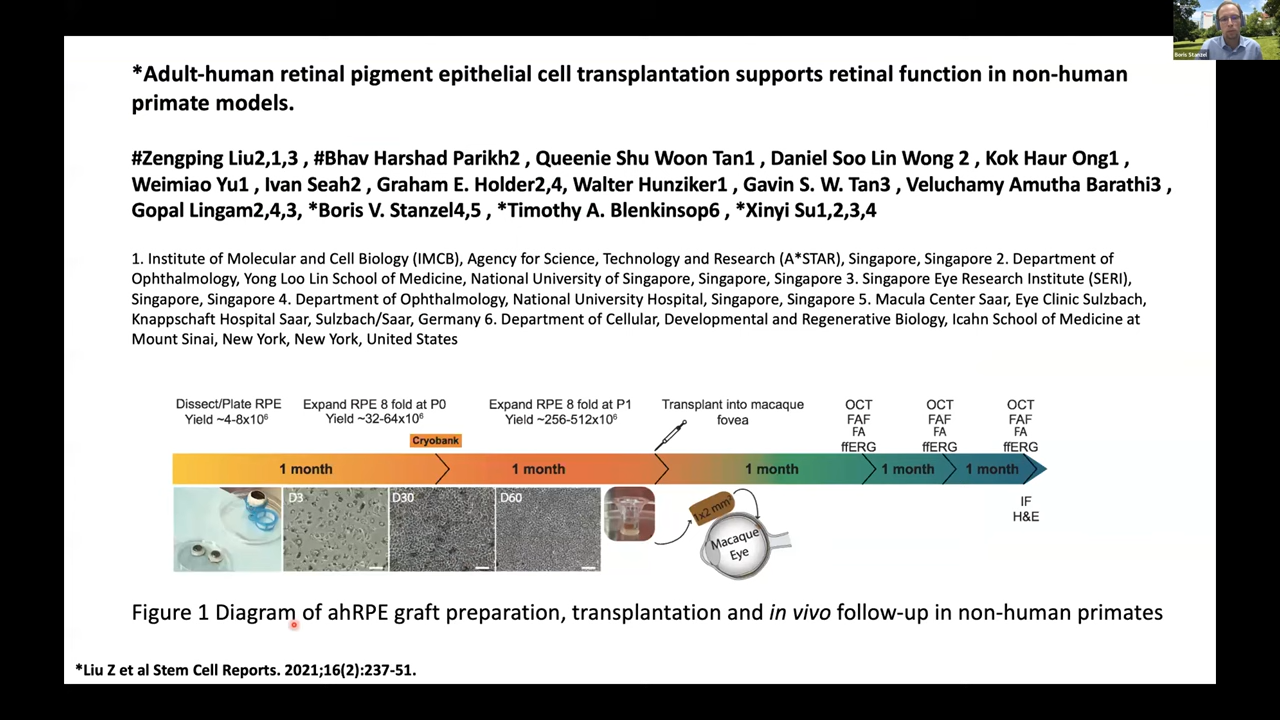 Boris Stanzel
*Adult-human retinal pigment epithelial cell transplantation supports retinal function in non-human
primate models.
#Zengping Liu2,1,3 , #Bhav Harshad Parikh2 , Queenie Shu Woon Tan1 , Daniel Soo Lin Wong 2 , Kok Haur Ong1 ,
Weimiao Yu1 , Ivan Seah2 , Graham E. Holder2,4, Walter Hunziker1 , Gavin S. W. Tan3 , Veluchamy Amutha Barathi3 ,
Gopal Lingam2,4,3, *Boris V. Stanzel4,5 , *Timothy A. Blenkinsop6 , *Xinyi Su1,2,3,4
1. Institute of Molecular and Cell Biology (IMCB), Agency for Science, Technology and Research (A*STAR), Singapore, Singapore 2. Department of
Ophthalmology, Yong Loo Lin School of Medicine, National University of Singapore, Singapore, Singapore 3. Singapore Eye Research Institute (SERI),
Singapore, Singapore 4. Department of Ophthalmology, National University Hospital, Singapore, Singapore 5. Macula Center Saar, Eye Clinic Sulzbach,
Knappschaft Hospital Saar, Sulzbach/Saar, Germany 6. Department of Cellular, Developmental and Regenerative Biology, Icahn School of Medicine at
Mount Sinai, New York, New York, United States
Dissect/Plate RPE
Yield ~4-8x10⁶
Expand RPE 8 fold at P0
Yield ~32-64x10⁶
Cryobank
Expand RPE 8 fold at P1
Yield ~256-512x10⁶
Transplant into macaque
fovea
OCT
FAF
FA
ffERG
OCT
FAF
FA
ffERG
OCT
FAF
FA
ffERG
1 month
1 month
1 month
1 month
1 month
D3
D30
D60
1x2 mm²
Macaque
Eye
IF
H&E
Figure 1 Diagram of ahRPE graft preparation, transplantation and in vivo follow-up in non-human primates
*Liu Z et al Stem Cell Reports. 2021;16(2):237-51.